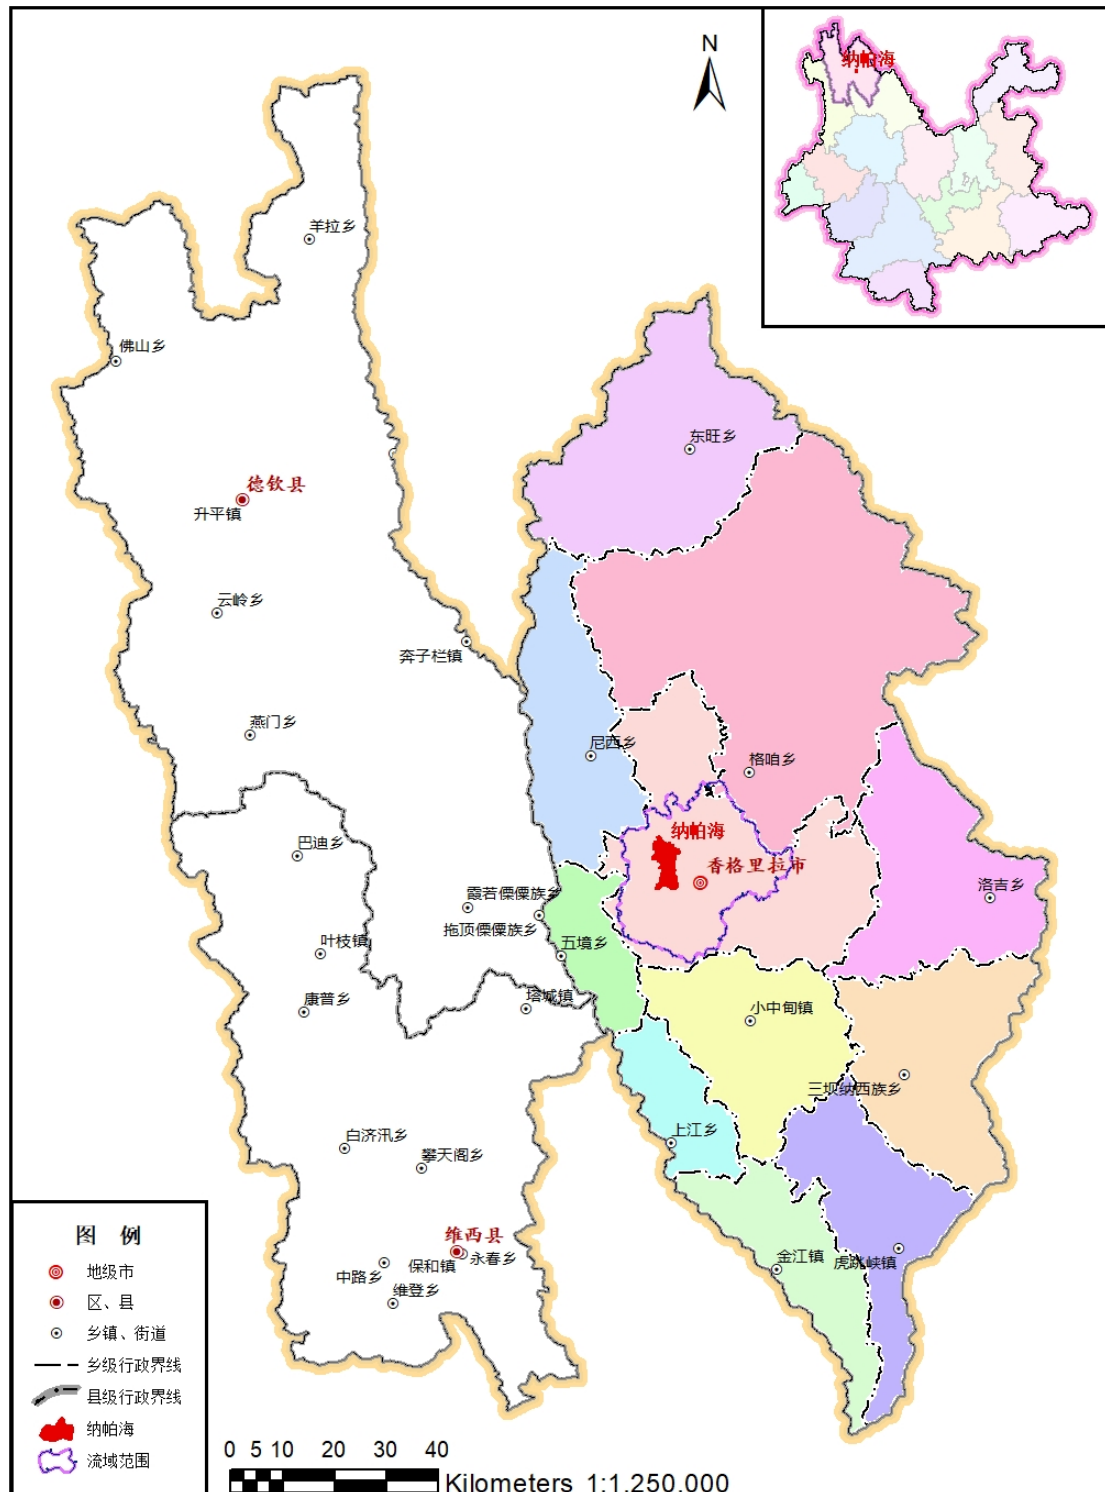 N
纳帕海
羊拉乡
佛山乡
东旺乡
德钦县
升平镇
云岭乡
奔子栏镇
燕门乡
尼西乡
格咱乡
纳帕海
巴迪乡
香格里拉市
洛吉乡
霞若傈僳族乡
拖顶傈僳族乡
五境乡
叶枝镇
康普乡
塔城镇
小中甸镇
三坝纳西族乡
上江乡
白济汛乡
攀天阁乡
维西县
永春乡
保和镇
中路乡
维登乡
金江镇
虎跳峡镇
图 例
地级市
区、县
乡镇、街道
乡级行政界线
县级行政界线
纳帕海
流域范围
0 5 10 20 30 40
Kilometers 1:1,250,000